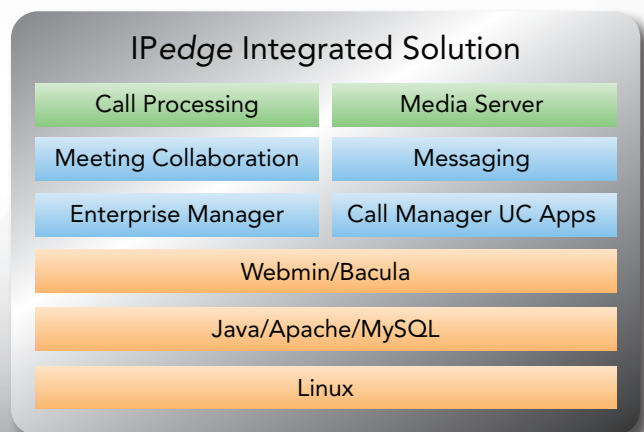 IPedge Integrated Solution
Call Processing
Media Server
Meeting Collaboration
Messaging
Enterprise Manager
Call Manager UC Apps
Webmin/Bacula
Java/Apache/MySQL
Linux